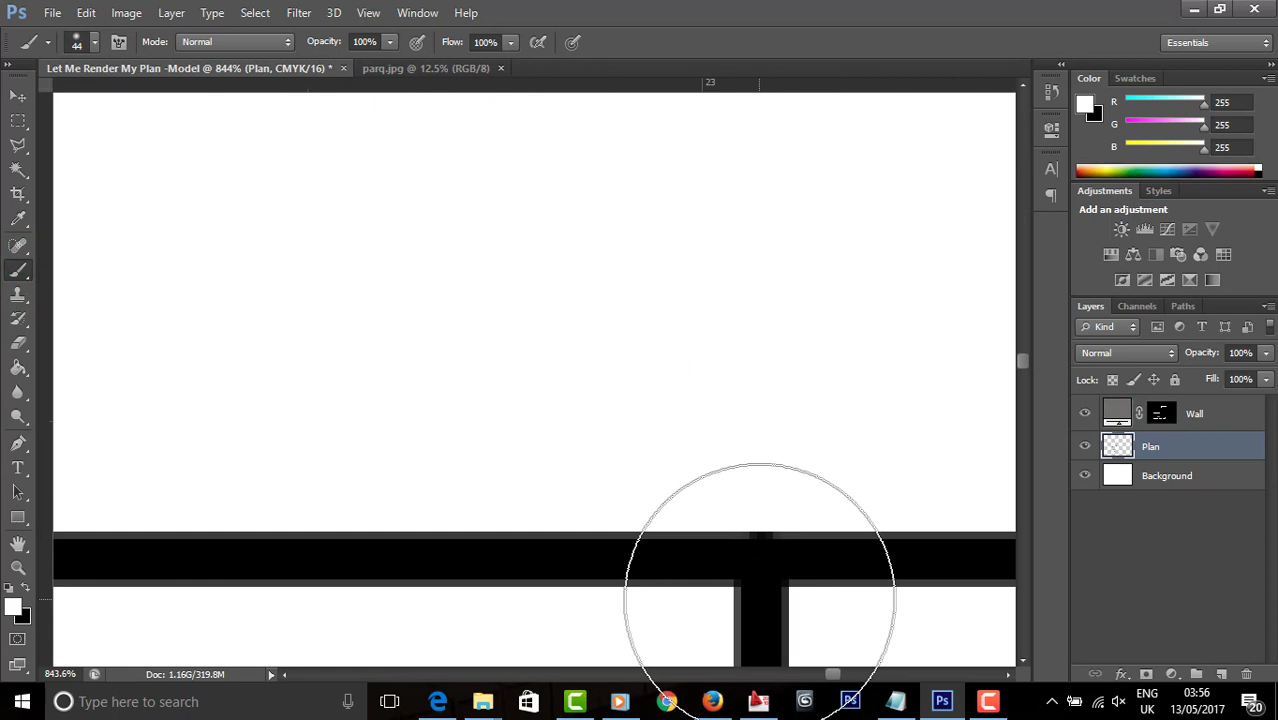 Ps File Edit Image Layer Type Select Filter 3D View Window Help
44 Mode: Normal Opacity: 100% Flow: 100% Essentials
Let Me Render My Plan -Model @ 844% (Plan, CMYK/16) * × parq.jpg @ 12.5% (RGB/8) ×
23
Color Swatches
R 255
G 255
B 255
Adjustments Styles
Add an adjustment
Layers Channels Paths
Kind
Normal Opacity: 100%
Lock: Fill: 100%
Wall
Plan
Background
843.6% Doc: 1.16G/319.8M
Type here to search
ENG
UK
03:56
13/05/2017
20